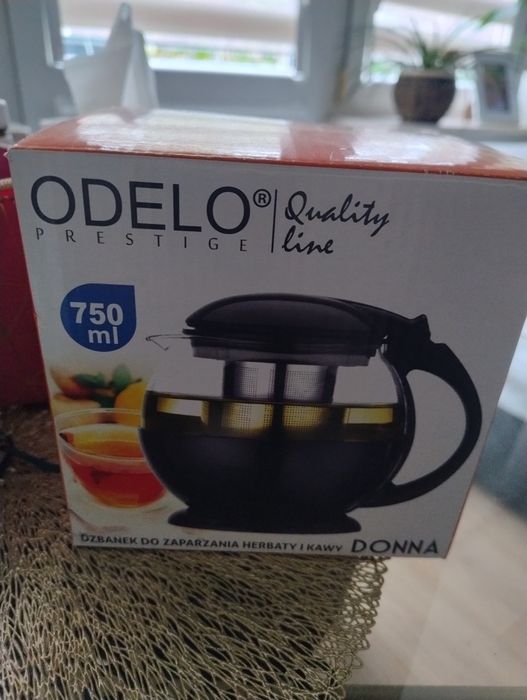 ODELO® Quality
PRESTIGE line
750
ml
DZBANEK DO ZAPARZANIA HERBATY I KAWY DONNA